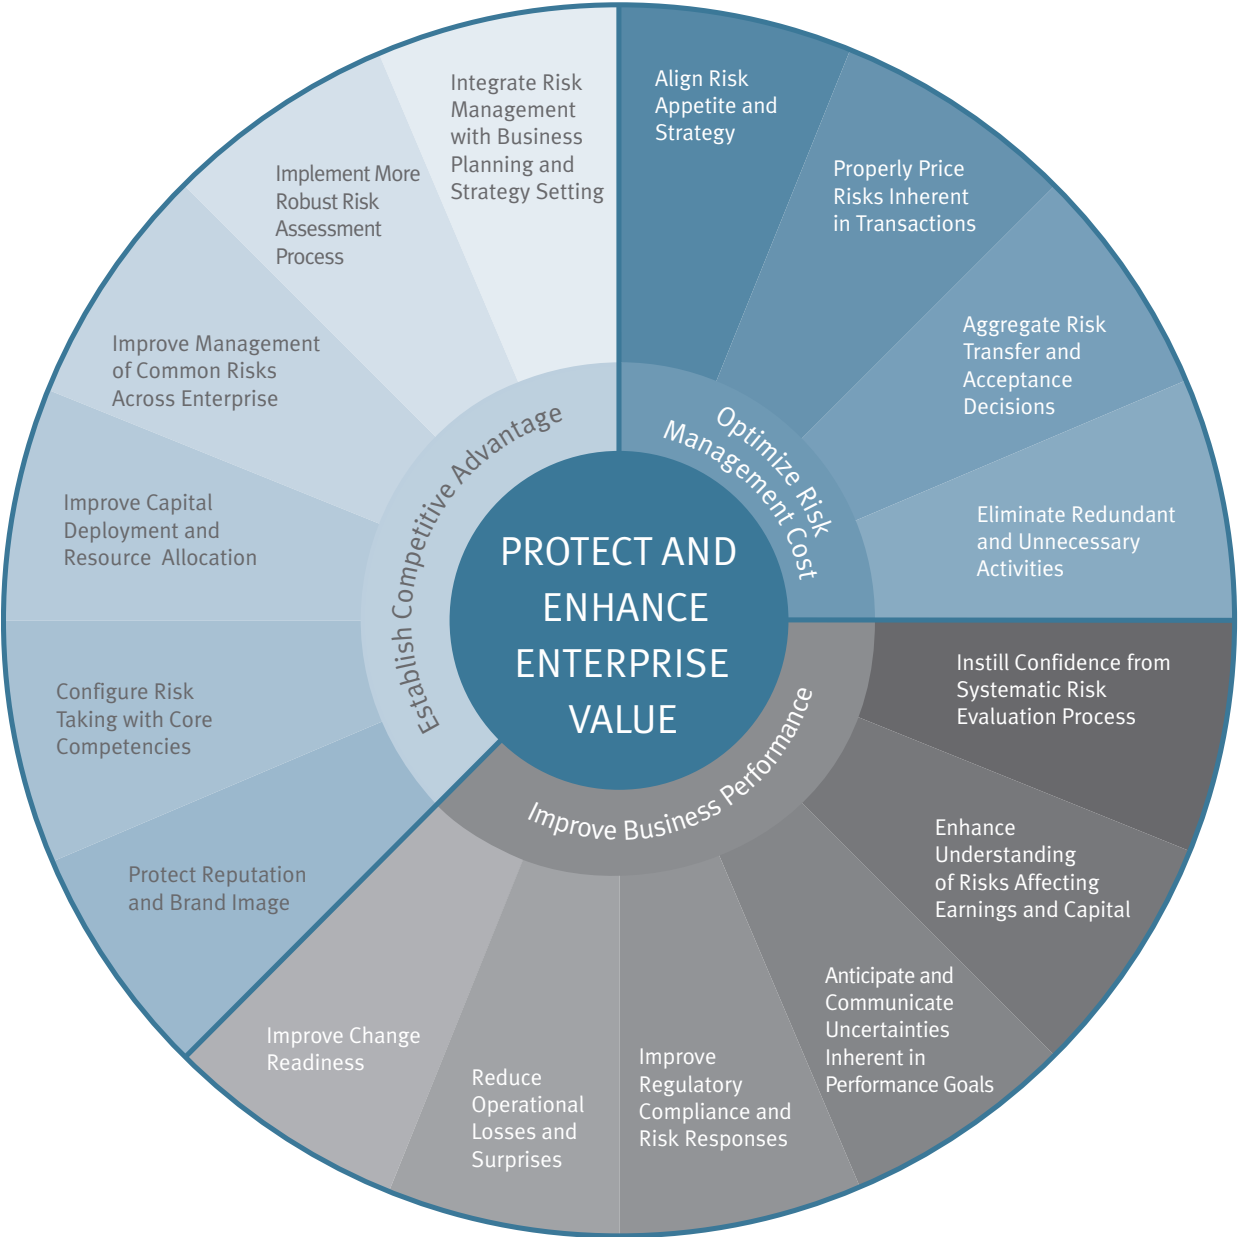 Integrate Risk
Management
with Business
Planning and
Strategy Setting
Align Risk
Appetite and
Strategy
Properly Price
Risks Inherent
in Transactions
Aggregate Risk
Transfer and
Acceptance
Decisions
Eliminate Redundant
and Unnecessary
Activities
Instill Confidence from
Systematic Risk
Evaluation Process
Enhance
Understanding
of Risks Affecting
Earnings and Capital
Anticipate and
Communicate
Uncertainties
Inherent in
Performance Goals
Improve
Regulatory
Compliance and
Risk Responses
Reduce
Operational
Losses and
Surprises
Improve Change
Readiness
Protect Reputation
and Brand Image
Configure Risk
Taking with Core
Competencies
Improve Capital
Deployment and
Resource Allocation
Improve Management
of Common Risks
Across Enterprise
Implement More
Robust Risk
Assessment
Process
Establish Competitive Advantage
Optimize Risk
Management Cost
Improve Business Performance
PROTECT AND
ENHANCE
ENTERPRISE
VALUE